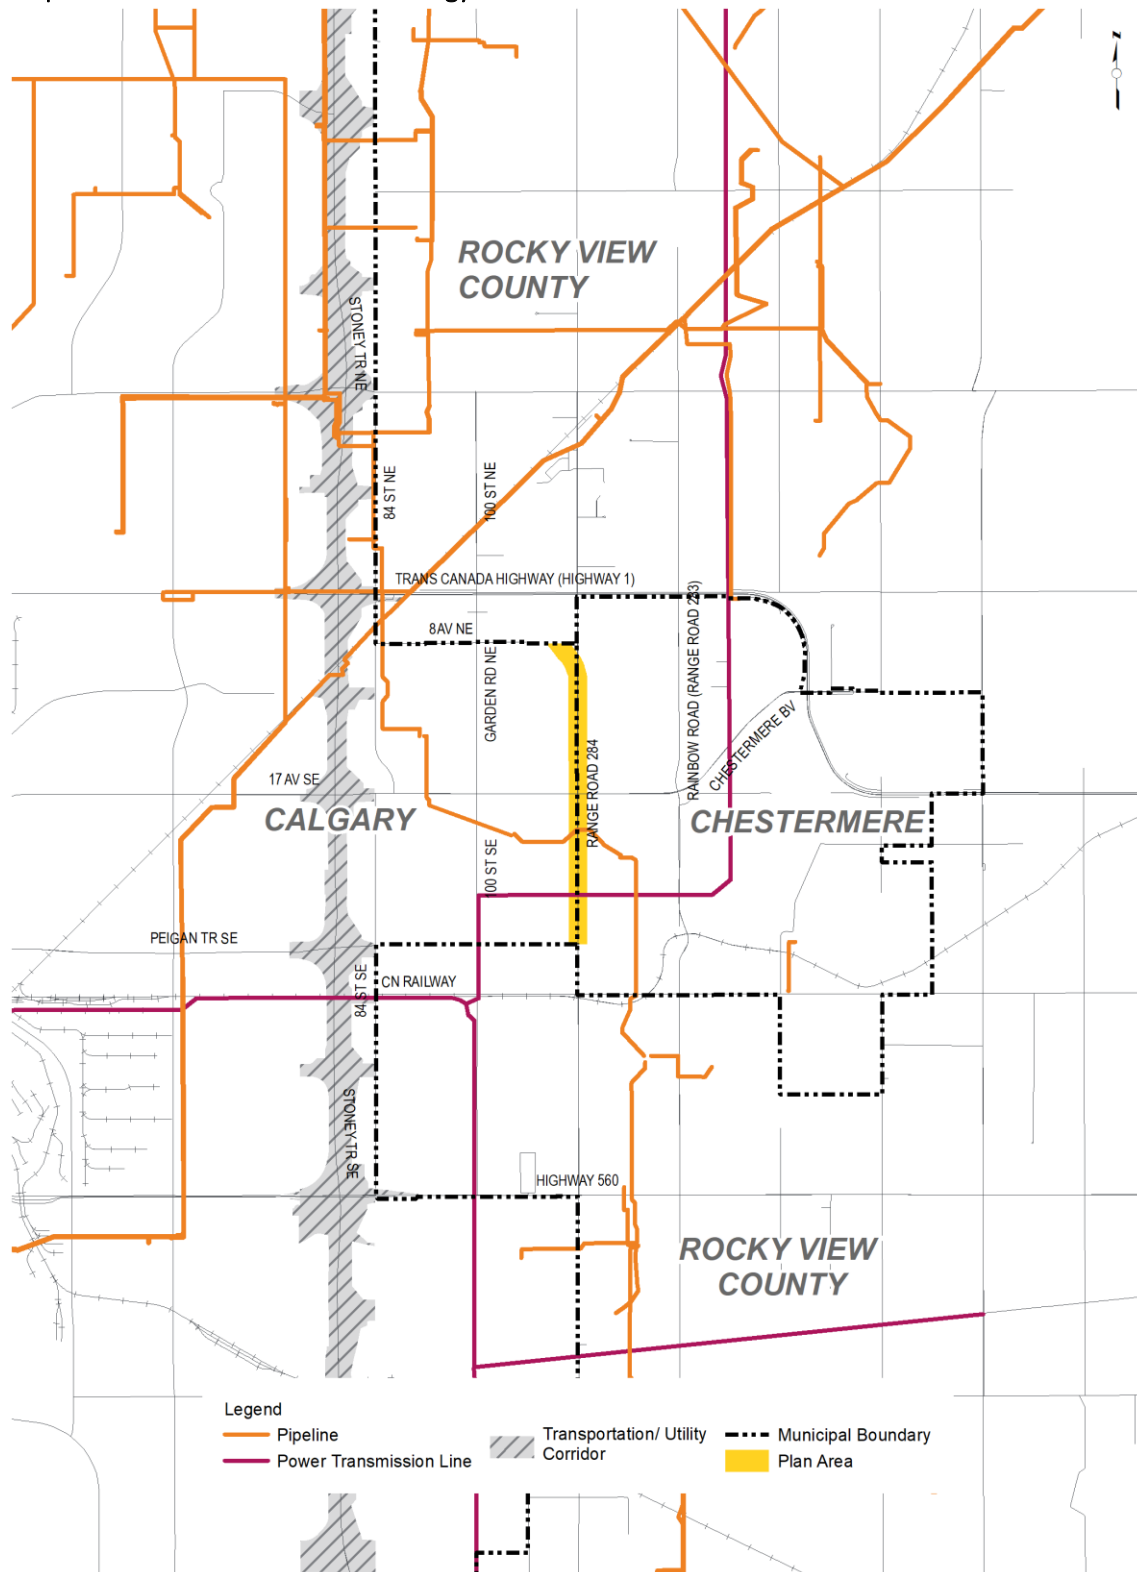 ROCKY VIEW
COUNTY
STONEY TR NE
84 ST NE
100 ST NE
TRANS CANADA HIGHWAY (HIGHWAY 1)
8 AV NE
GARDEN RD NE
RAINBOW ROAD (RANGE ROAD 283)
CHESTERMERE BV
RANGE ROAD 284
17 AV SE
CALGARY
CHESTERMERE
100 ST SE
PEIGAN TR SE
CN RAILWAY
84 ST SE
STONEY TR SE
HIGHWAY 560
ROCKY VIEW
COUNTY
Legend
Pipeline
Power Transmission Line
Transportation/ Utility
Corridor
Municipal Boundary
Plan Area